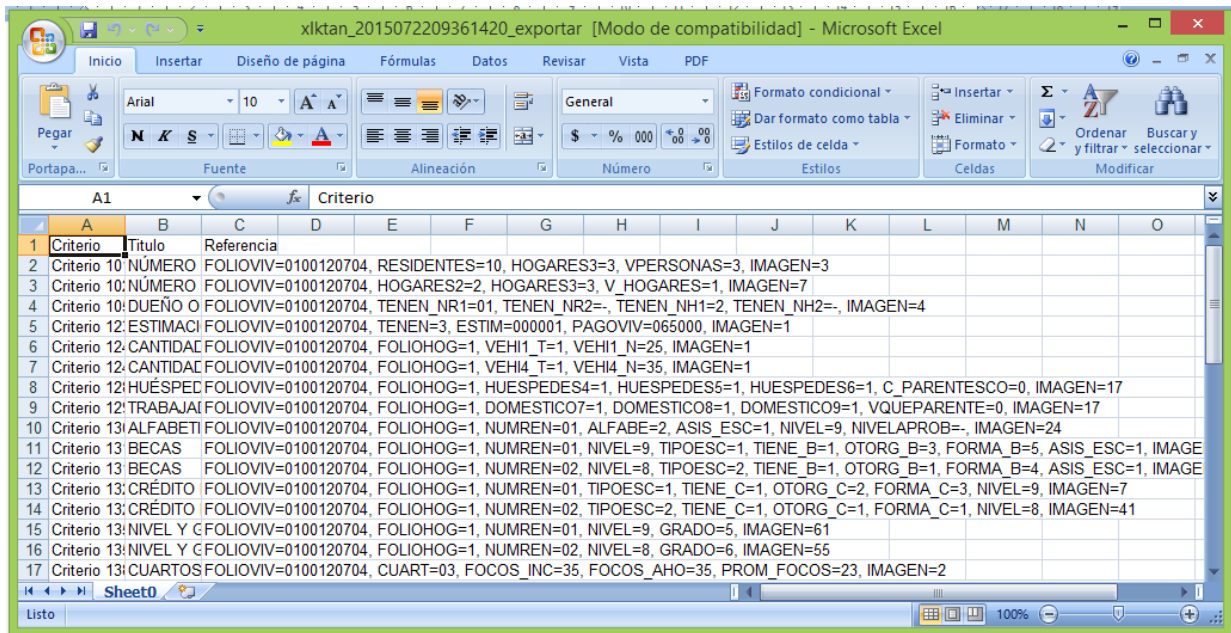 xlktan_2015072209361420_exportar [Modo de compatibilidad] - Microsoft Excel
Inicio Insertar Diseño de página Fórmulas Datos Revisar Vista PDF
Pegar
Arial 10 A A
N K S A
General
$ % 000
Formato condicional
Dar formato como tabla
Estilos de celda
Insertar
Eliminar
Formato
Σ
Ordenar y filtrar
Buscar y seleccionar
Portapa... Fuente Alineación Número Estilos Celdas Modificar
A1 fx Criterio
A B C D E F G H I J K L M N O
1 Criterio Titulo Referencia
2 Criterio 10 NÚMERO FOLIOVIV=0100120704, RESIDENTES=10, HOGARES3=3, VPERSONAS=3, IMAGEN=3
3 Criterio 10 NÚMERO FOLIOVIV=0100120704, HOGARES2=2, HOGARES3=3, V_HOGARES=1, IMAGEN=7
4 Criterio 10 DUEÑO O FOLIOVIV=0100120704, TENEN_NR1=01, TENEN_NR2=-, TENEN_NH1=2, TENEN_NH2=-, IMAGEN=4
5 Criterio 12 ESTIMACI FOLIOVIV=0100120704, TENEN=3, ESTIM=000001, PAGOVIV=065000, IMAGEN=1
6 Criterio 12 CANTIDAD FOLIOVIV=0100120704, FOLIOHOG=1, VEHI1_T=1, VEHI1_N=25, IMAGEN=1
7 Criterio 12 CANTIDAD FOLIOVIV=0100120704, FOLIOHOG=1, VEHI4_T=1, VEHI4_N=35, IMAGEN=1
8 Criterio 12 HUÉSPED FOLIOVIV=0100120704, FOLIOHOG=1, HUESPEDES4=1, HUESPEDES5=1, HUESPEDES6=1, C_PARENTESCO=0, IMAGEN=17
9 Criterio 12 TRABAJAD FOLIOVIV=0100120704, FOLIOHOG=1, DOMESTICO7=1, DOMESTICO8=1, DOMESTICO9=1, VQUEPARENTE=0, IMAGEN=17
10 Criterio 13 ALFABETI FOLIOVIV=0100120704, FOLIOHOG=1, NUMREN=01, ALFABE=2, ASIS_ESC=1, NIVEL=9, NIVELAPROB=-, IMAGEN=24
11 Criterio 13 BECAS FOLIOVIV=0100120704, FOLIOHOG=1, NUMREN=01, NIVEL=9, TIPOESC=1, TIENE_B=1, OTORG_B=3, FORMA_B=5, ASIS_ESC=1, IMAGE
12 Criterio 13 BECAS FOLIOVIV=0100120704, FOLIOHOG=1, NUMREN=02, NIVEL=8, TIPOESC=2, TIENE_B=1, OTORG_B=1, FORMA_B=4, ASIS_ESC=1, IMAGE
13 Criterio 13 CRÉDITO FOLIOVIV=0100120704, FOLIOHOG=1, NUMREN=01, TIPOESC=1, TIENE_C=1, OTORG_C=2, FORMA_C=3, NIVEL=9, IMAGEN=7
14 Criterio 13 CRÉDITO FOLIOVIV=0100120704, FOLIOHOG=1, NUMREN=02, TIPOESC=2, TIENE_C=1, OTORG_C=1, FORMA_C=1, NIVEL=8, IMAGEN=41
15 Criterio 13 NIVEL Y G FOLIOVIV=0100120704, FOLIOHOG=1, NUMREN=01, NIVEL=9, GRADO=5, IMAGEN=61
16 Criterio 13 NIVEL Y G FOLIOVIV=0100120704, FOLIOHOG=1, NUMREN=02, NIVEL=8, GRADO=6, IMAGEN=55
17 Criterio 13 CUARTOS FOLIOVIV=0100120704, CUART=03, FOCOS_INC=35, FOCOS_AHO=35, PROM_FOCOS=23, IMAGEN=2
Sheet0
Listo 100%